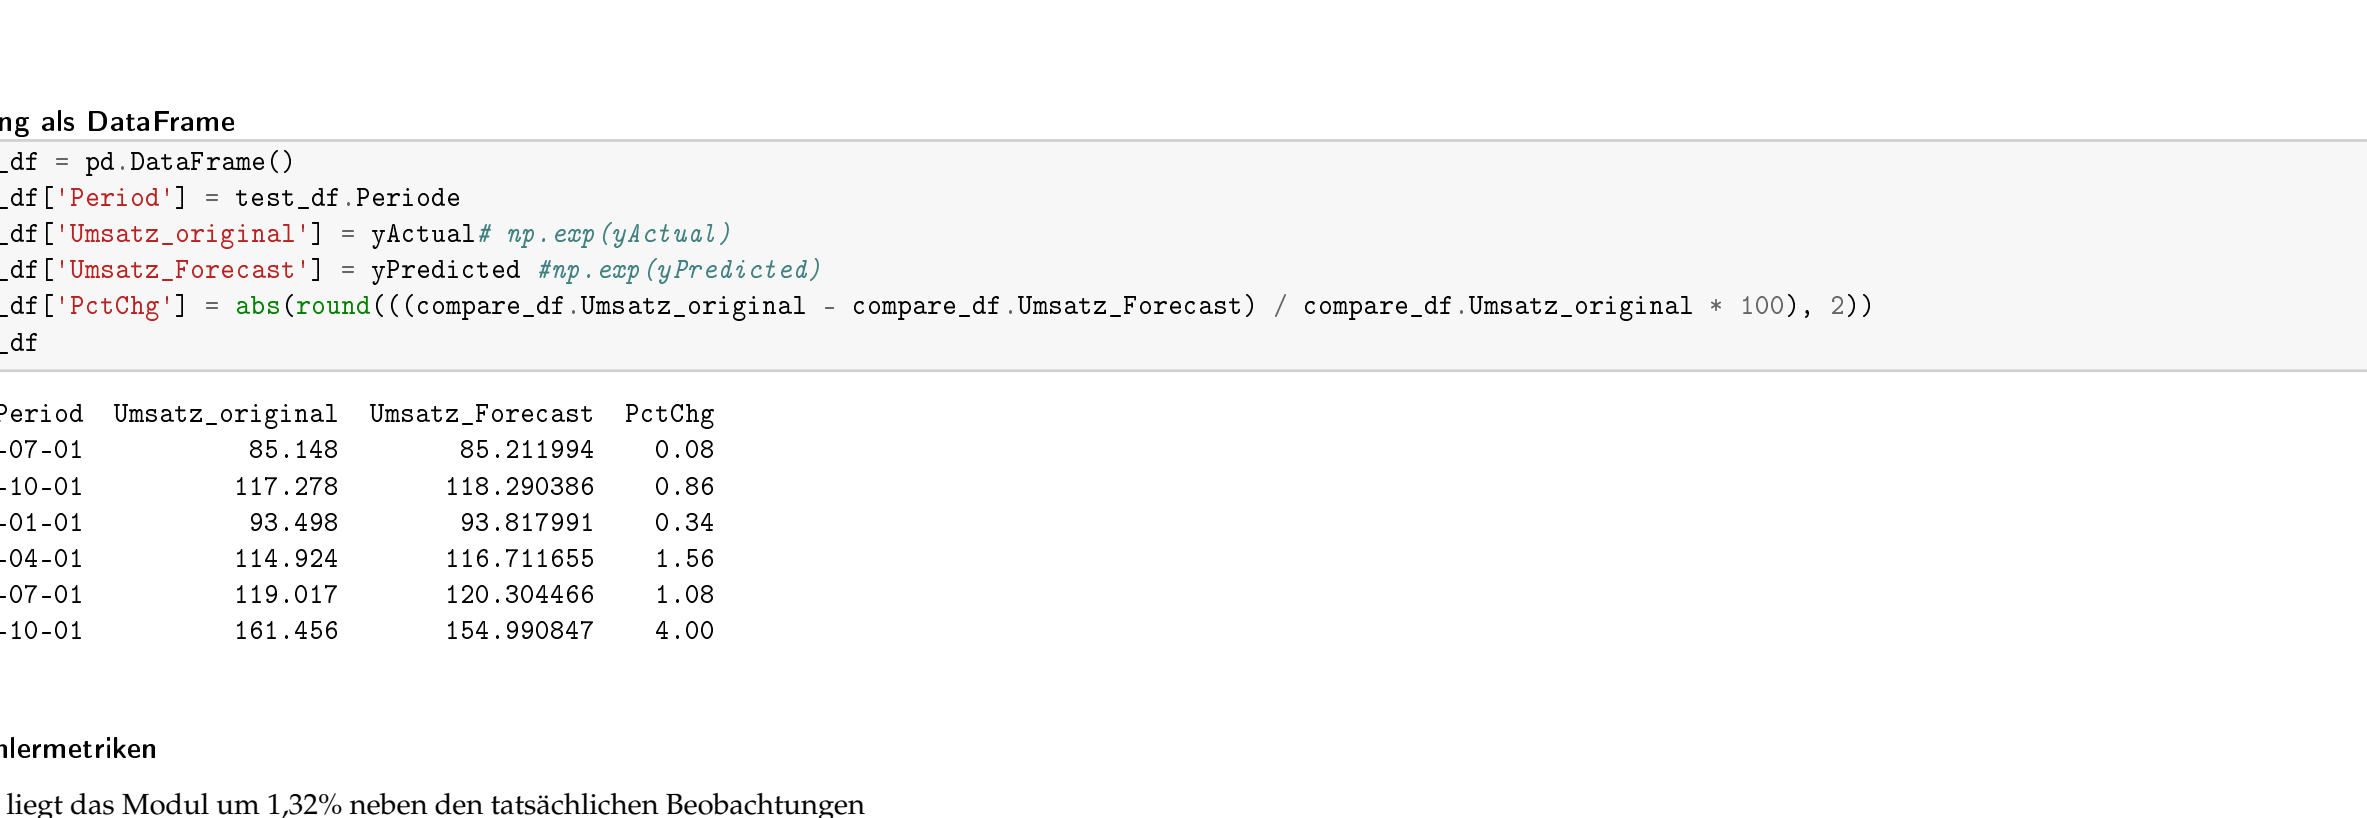 ng als DataFrame
_df = pd.DataFrame()
_df['Period'] = test_df.Periode
_df['Umsatz_original'] = yActual# np.exp(yActual)
_df['Umsatz_Forecast'] = yPredicted #np.exp(yPredicted)
_df['PctChg'] = abs(round(((compare_df.Umsatz_original - compare_df.Umsatz_Forecast) / compare_df.Umsatz_original * 100), 2))
_df
Period Umsatz_original Umsatz_Forecast PctChg
-07-01 85.148 85.211994 0.08
-10-01 117.278 118.290386 0.86
-01-01 93.498 93.817991 0.34
-04-01 114.924 116.711655 1.56
-07-01 119.017 120.304466 1.08
-10-01 161.456 154.990847 4.00
hlermetriken
liegt das Modul um 1,32% neben den tatsächlichen Beobachtungen